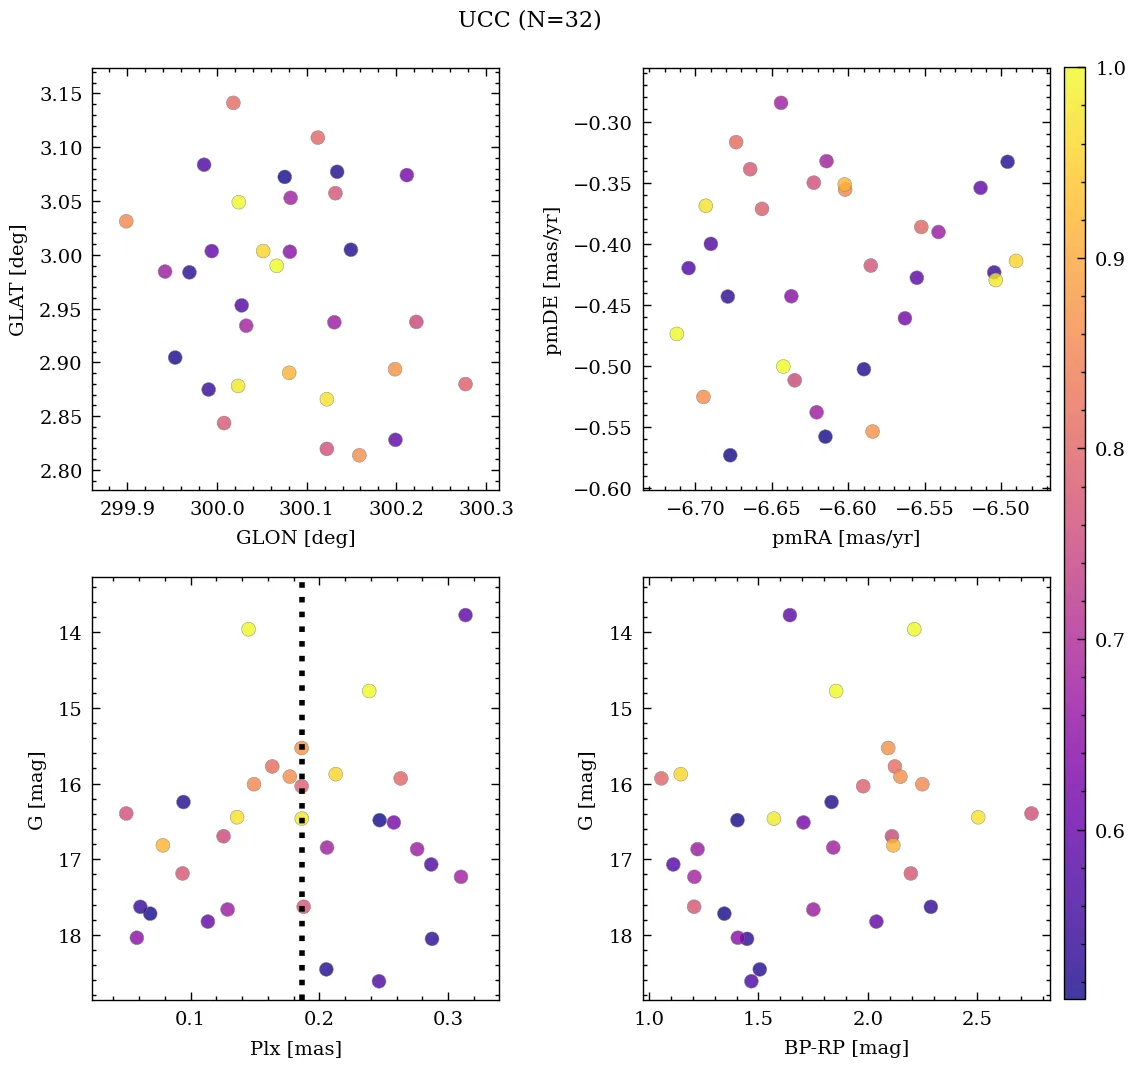 UCC (N=32)
3.15
3.10
3.05
3.00
2.95
2.90
2.85
2.80
GLAT [deg]
299.9 300.0 300.1 300.2 300.3
GLON [deg]
−0.30
−0.35
−0.40
−0.45
−0.50
−0.55
−0.60
pmDE [mas/yr]
−6.70 −6.65 −6.60 −6.55 −6.50
pmRA [mas/yr]
1.0
0.9
0.8
0.7
0.6
14
15
16
17
18
G [mag]
0.1 0.2 0.3
Plx [mas]
14
15
16
17
18
G [mag]
1.0 1.5 2.0 2.5
BP-RP [mag]